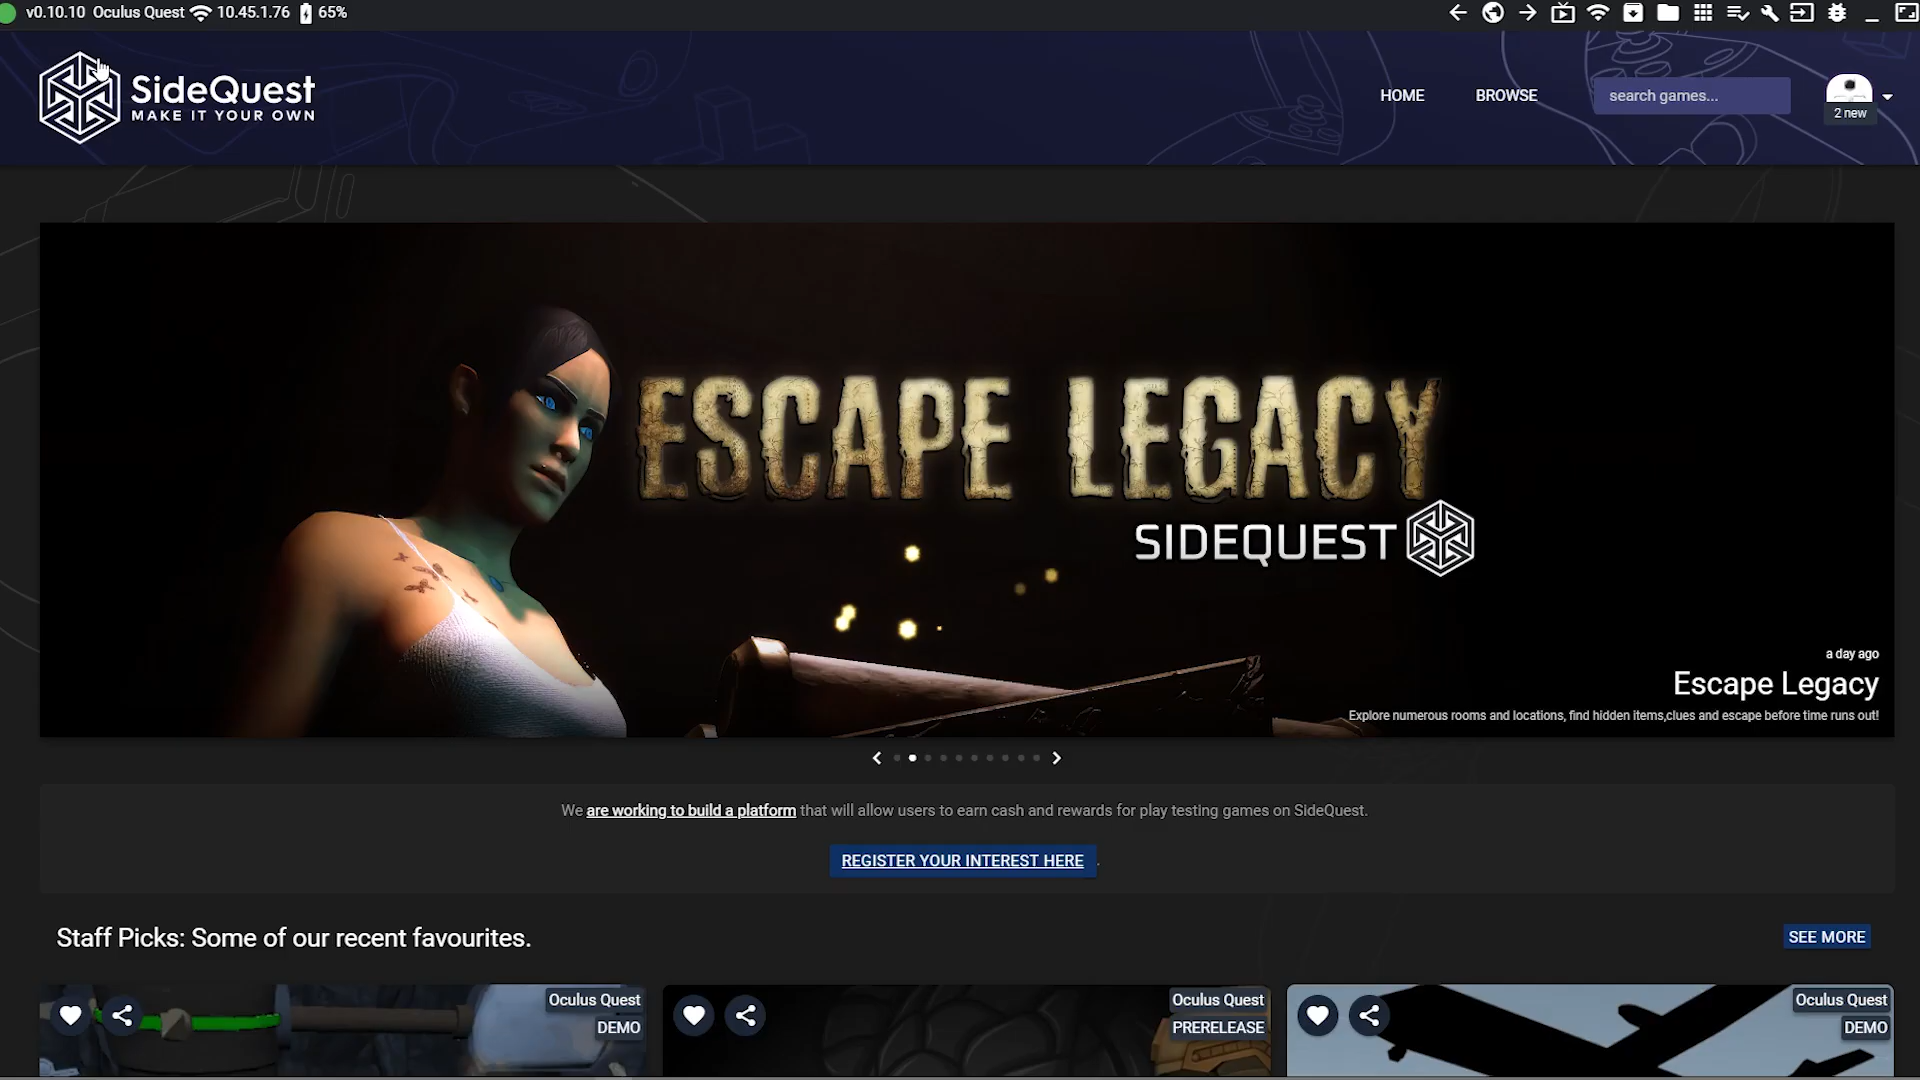 v0.10.10 Oculus Quest 10.45.1.76 65%
SideQuest
MAKE IT YOUR OWN
HOME
BROWSE
search games...
2 new
ESCAPE LEGACY
SIDEQUEST
a day ago
Escape Legacy
Explore numerous rooms and locations, find hidden items,clues and escape before time runs out!
We are working to build a platform that will allow users to earn cash and rewards for play testing games on SideQuest.
REGISTER YOUR INTEREST HERE.
Staff Picks: Some of our recent favourites.
SEE MORE
Oculus Quest
DEMO
Oculus Quest
PRERELEASE
Oculus Quest
DEMO